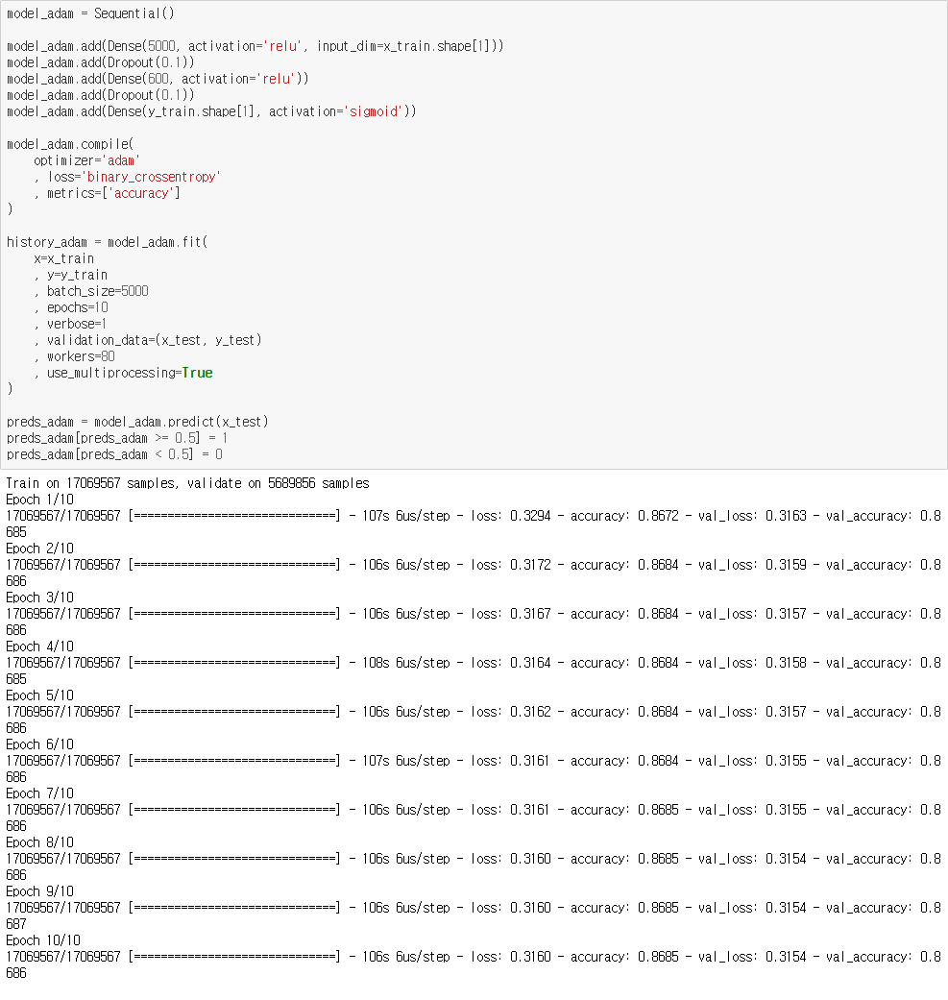 model_adam = Sequential()
model_adam.add(Dense(5000, activation='relu', input_dim=x_train.shape[1]))
model_adam.add(Dropout(0.1))
model_adam.add(Dense(600, activation='relu'))
model_adam.add(Dropout(0.1))
model_adam.add(Dense(y_train.shape[1], activation='sigmoid'))
model_adam.compile(
    optimizer='adam'
    , loss='binary_crossentropy'
    , metrics=['accuracy']
)
history_adam = model_adam.fit(
    x=x_train
    , y=y_train
    , batch_size=5000
    , epochs=10
    , verbose=1
    , validation_data=(x_test, y_test)
    , workers=80
    , use_multiprocessing=True
)
preds_adam = model_adam.predict(x_test)
preds_adam[preds_adam >= 0.5] = 1
preds_adam[preds_adam < 0.5] = 0
Train on 17069567 samples, validate on 5689856 samples
Epoch 1/10
17069567/17069567 [==============================] - 107s 6us/step - loss: 0.3294 - accuracy: 0.8672 - val_loss: 0.3163 - val_accuracy: 0.8
685
Epoch 2/10
17069567/17069567 [==============================] - 106s 6us/step - loss: 0.3172 - accuracy: 0.8684 - val_loss: 0.3159 - val_accuracy: 0.8
686
Epoch 3/10
17069567/17069567 [==============================] - 106s 6us/step - loss: 0.3167 - accuracy: 0.8684 - val_loss: 0.3157 - val_accuracy: 0.8
686
Epoch 4/10
17069567/17069567 [==============================] - 108s 6us/step - loss: 0.3164 - accuracy: 0.8684 - val_loss: 0.3158 - val_accuracy: 0.8
685
Epoch 5/10
17069567/17069567 [==============================] - 106s 6us/step - loss: 0.3162 - accuracy: 0.8684 - val_loss: 0.3157 - val_accuracy: 0.8
686
Epoch 6/10
17069567/17069567 [==============================] - 107s 6us/step - loss: 0.3161 - accuracy: 0.8684 - val_loss: 0.3155 - val_accuracy: 0.8
686
Epoch 7/10
17069567/17069567 [==============================] - 106s 6us/step - loss: 0.3161 - accuracy: 0.8685 - val_loss: 0.3155 - val_accuracy: 0.8
686
Epoch 8/10
17069567/17069567 [==============================] - 106s 6us/step - loss: 0.3160 - accuracy: 0.8685 - val_loss: 0.3154 - val_accuracy: 0.8
686
Epoch 9/10
17069567/17069567 [==============================] - 106s 6us/step - loss: 0.3160 - accuracy: 0.8685 - val_loss: 0.3154 - val_accuracy: 0.8
687
Epoch 10/10
17069567/17069567 [==============================] - 106s 6us/step - loss: 0.3160 - accuracy: 0.8685 - val_loss: 0.3154 - val_accuracy: 0.8
686